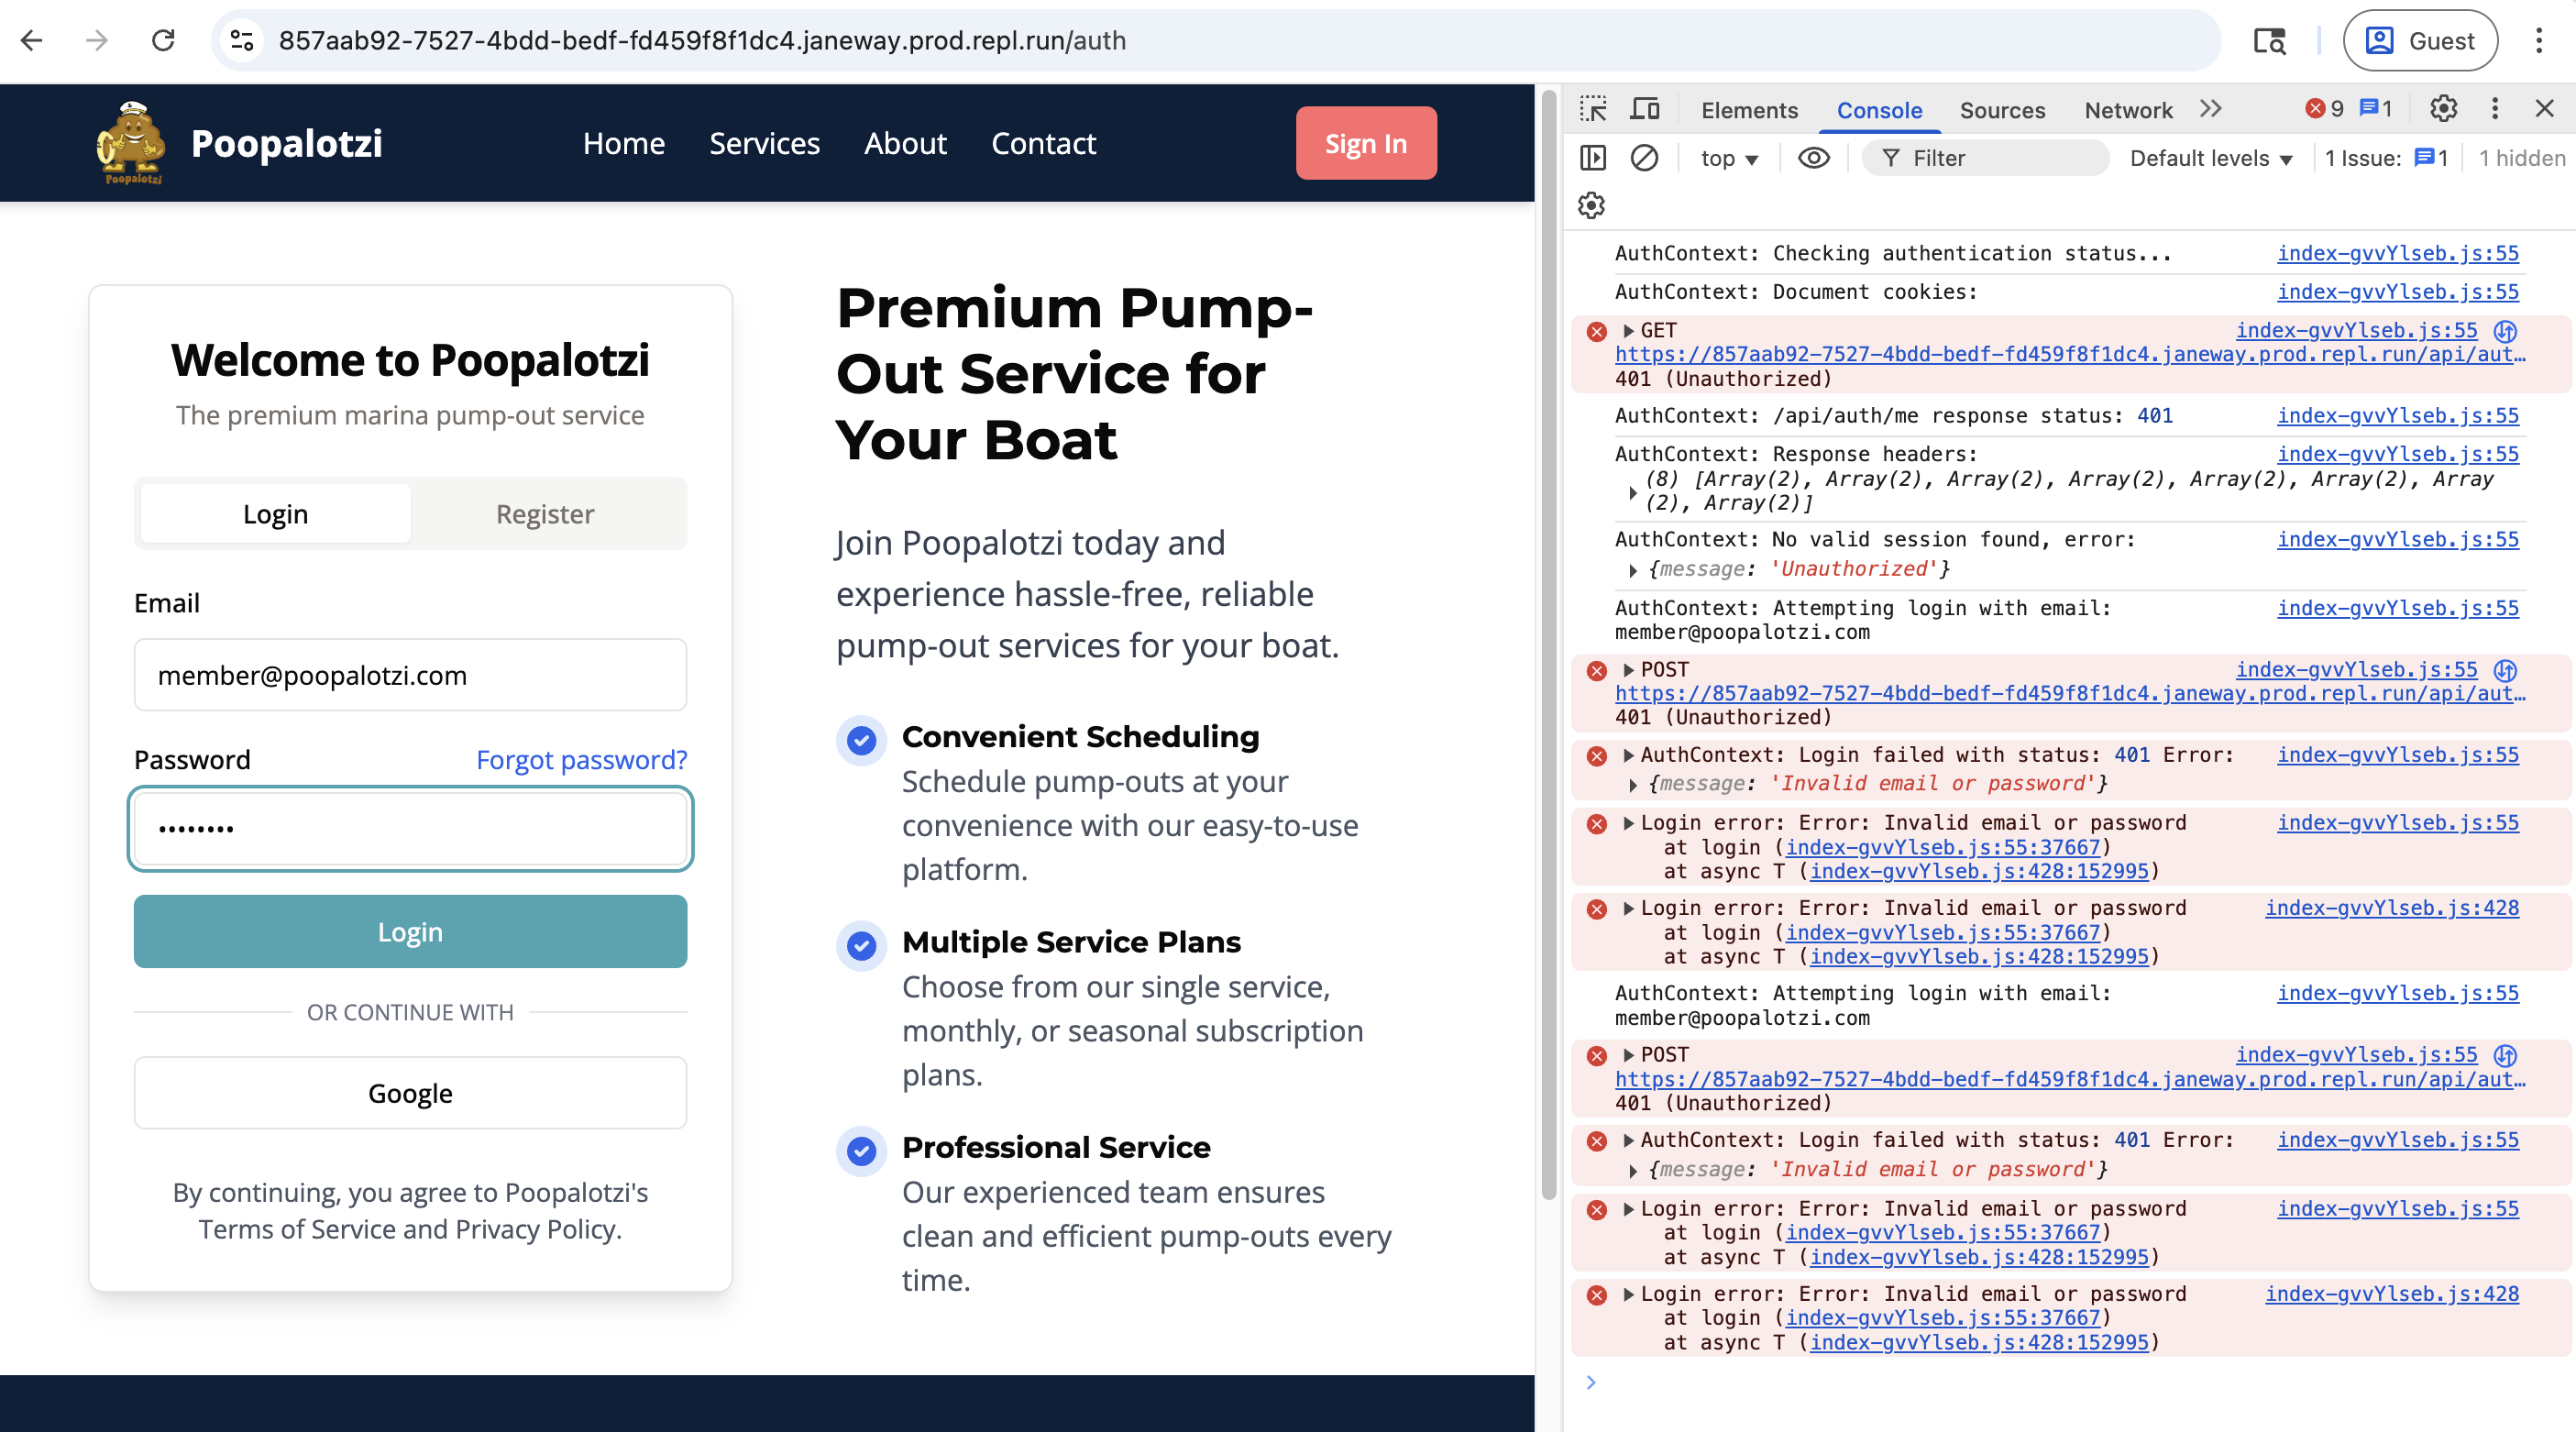 857aab92-7527-4bdd-bedf-fd459f8f1dc4.janeway.prod.repl.run/auth
Guest
Poopalotzi
Poopalotzi
Home
Services
About
Contact
Sign In
Welcome to Poopalotzi
The premium marina pump-out service
Login
Register
Email
member@poopalotzi.com
Password
Forgot password?
••••••••
Login
OR CONTINUE WITH
Google
By continuing, you agree to Poopalotzi's
Terms of Service and Privacy Policy.
Premium Pump-
Out Service for
Your Boat
Join Poopalotzi today and
experience hassle-free, reliable
pump-out services for your boat.
Convenient Scheduling
Schedule pump-outs at your
convenience with our easy-to-use
platform.
Multiple Service Plans
Choose from our single service,
monthly, or seasonal subscription
plans.
Professional Service
Our experienced team ensures
clean and efficient pump-outs every
time.
Elements
Console
Sources
Network
9
1
top
Filter
Default levels
1 Issue:
1
1 hidden
AuthContext: Checking authentication status... index-gvvYlseb.js:55
AuthContext: Document cookies: index-gvvYlseb.js:55
GET index-gvvYlseb.js:55
https://857aab92-7527-4bdd-bedf-fd459f8f1dc4.janeway.prod.repl.run/api/aut…
401 (Unauthorized)
AuthContext: /api/auth/me response status: 401 index-gvvYlseb.js:55
AuthContext: Response headers: index-gvvYlseb.js:55
(8) [Array(2), Array(2), Array(2), Array(2), Array(2), Array(2), Array
(2), Array(2)]
AuthContext: No valid session found, error: index-gvvYlseb.js:55
{message: 'Unauthorized'}
AuthContext: Attempting login with email: index-gvvYlseb.js:55
member@poopalotzi.com
POST index-gvvYlseb.js:55
https://857aab92-7527-4bdd-bedf-fd459f8f1dc4.janeway.prod.repl.run/api/aut…
401 (Unauthorized)
AuthContext: Login failed with status: 401 Error: index-gvvYlseb.js:55
{message: 'Invalid email or password'}
Login error: Error: Invalid email or password index-gvvYlseb.js:55
at login (index-gvvYlseb.js:55:37667)
at async T (index-gvvYlseb.js:428:152995)
Login error: Error: Invalid email or password index-gvvYlseb.js:428
at login (index-gvvYlseb.js:55:37667)
at async T (index-gvvYlseb.js:428:152995)
AuthContext: Attempting login with email: index-gvvYlseb.js:55
member@poopalotzi.com
POST index-gvvYlseb.js:55
https://857aab92-7527-4bdd-bedf-fd459f8f1dc4.janeway.prod.repl.run/api/aut…
401 (Unauthorized)
AuthContext: Login failed with status: 401 Error: index-gvvYlseb.js:55
{message: 'Invalid email or password'}
Login error: Error: Invalid email or password index-gvvYlseb.js:55
at login (index-gvvYlseb.js:55:37667)
at async T (index-gvvYlseb.js:428:152995)
Login error: Error: Invalid email or password index-gvvYlseb.js:428
at login (index-gvvYlseb.js:55:37667)
at async T (index-gvvYlseb.js:428:152995)